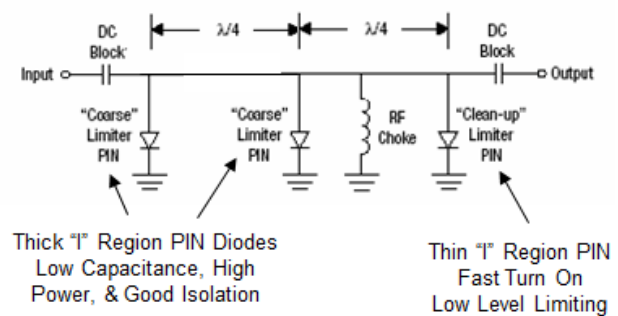 DC
Block
λ/4
λ/4
DC
Block
Input
Output
"Coarse"
Limiter
PIN
"Coarse"
Limiter
PIN
RF
Choke
"Clean-up"
Limiter
PIN
Thick "I" Region PIN Diodes
Low Capacitance, High
Power, & Good Isolation
Thin "I" Region PIN
Fast Turn On
Low Level Limiting